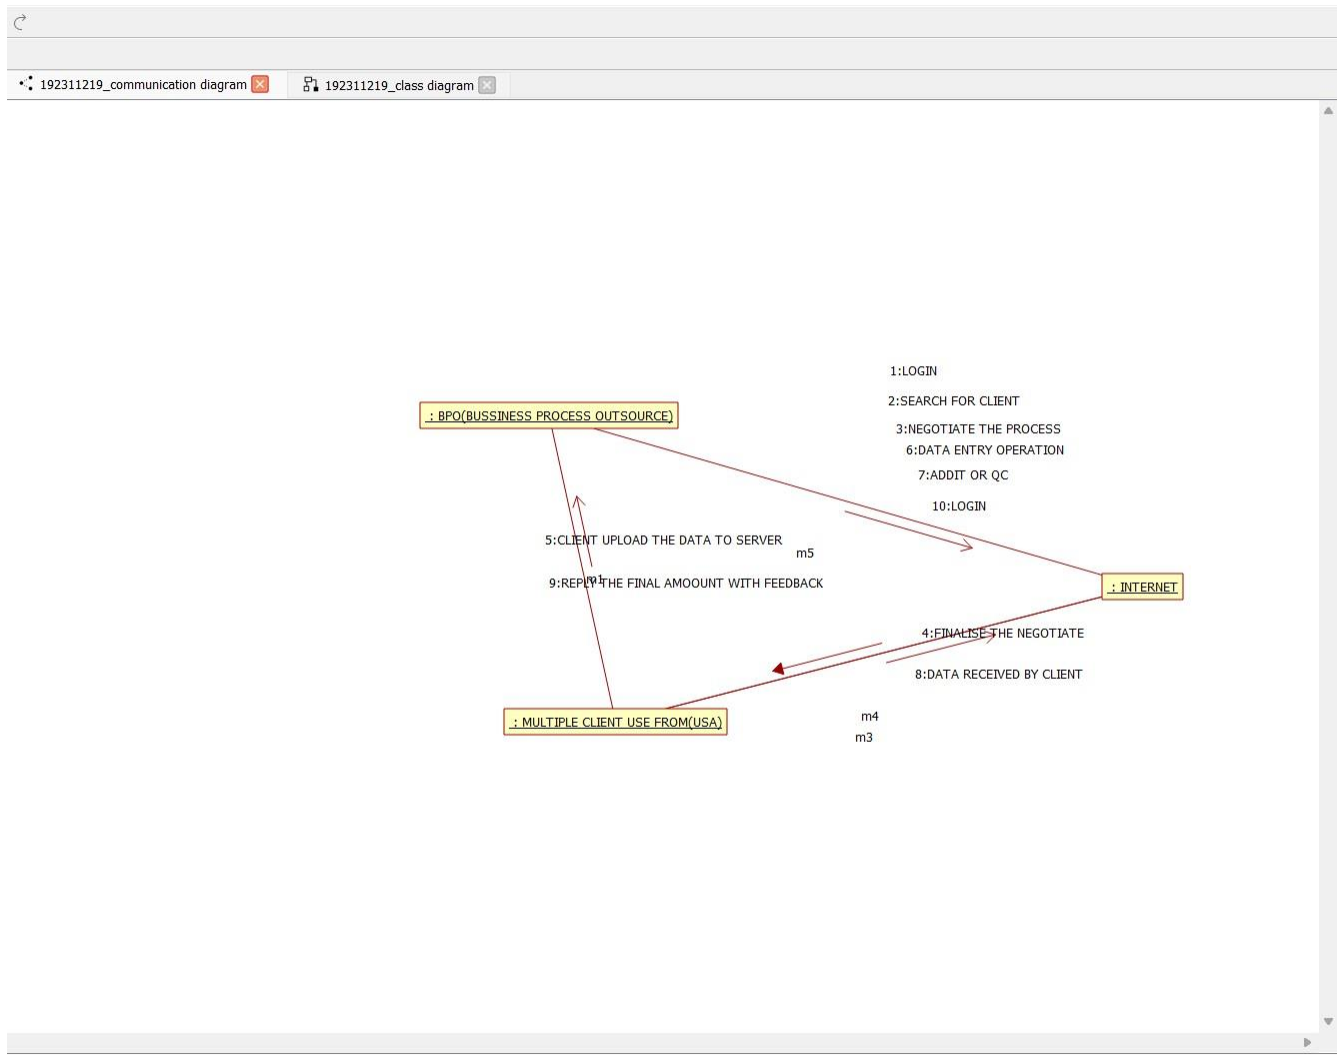 192311219_communication diagram
192311219_class diagram
1:LOGIN
2:SEARCH FOR CLIENT
: BPO(BUSSINESS PROCESS OUTSOURCE)
3:NEGOTIATE THE PROCESS
6:DATA ENTRY OPERATION
7:ADDIT OR QC
10:LOGIN
5:CLIENT UPLOAD THE DATA TO SERVER
m5
m1
9:REPLY THE FINAL AMOOUNT WITH FEEDBACK
: INTERNET
4:FINALISE THE NEGOTIATE
8:DATA RECEIVED BY CLIENT
: MULTIPLE CLIENT USE FROM(USA)
m4
m3